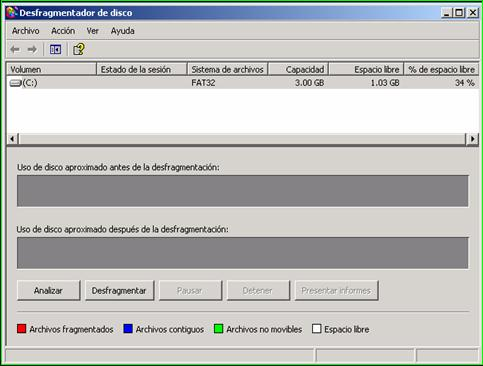 Desfragmentador de disco
Archivo Acción Ver Ayuda
Volumen Estado de la sesión Sistema de archivos Capacidad Espacio libre % de espacio libre
(C:) FAT32 3.00 GB 1.03 GB 34 %
Uso de disco aproximado antes de la desfragmentación:
Uso de disco aproximado después de la desfragmentación:
Analizar Desfragmentar Pausar Detener Presentar informes
Archivos fragmentados Archivos contiguos Archivos no movibles Espacio libre